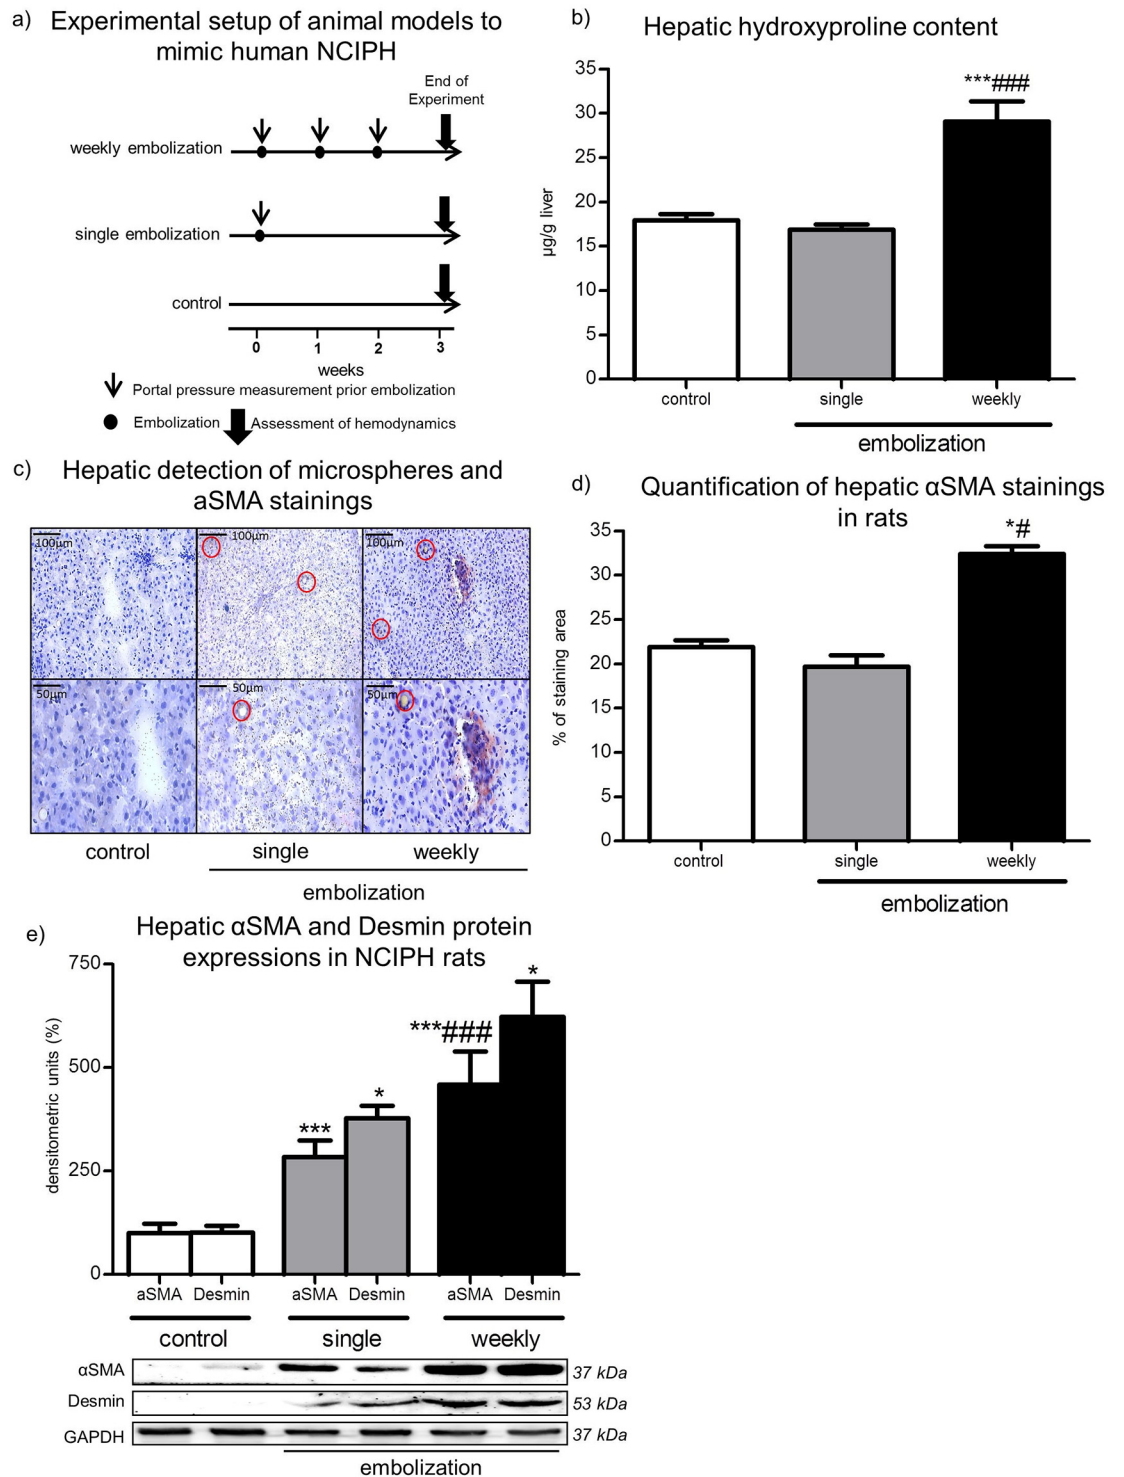 a)
Experimental setup of animal models to
mimic human NCIPH
End of
Experiment
weekly embolization
single embolization
control
0 1 2 3
weeks
Portal pressure measurement prior embolization
Embolization Assessment of hemodynamics
b)
Hepatic hydroxyproline content
µg/g liver
35
30
25
20
15
10
5
0
***###
control single weekly
embolization
c)
Hepatic detection of microspheres and
aSMA stainings
100µm 100µm 100µm
50µm 50µm 50µm
control single weekly
embolization
d)
Quantification of hepatic αSMA stainings
in rats
% of staining area
35
30
25
20
15
10
5
0
*#
control single weekly
embolization
e)
Hepatic αSMA and Desmin protein
expressions in NCIPH rats
densitometric units (%)
750
500
250
0
***
*
***###
*
aSMA Desmin aSMA Desmin aSMA Desmin
control single weekly
αSMA 37 kDa
Desmin 53 kDa
GAPDH 37 kDa
embolization